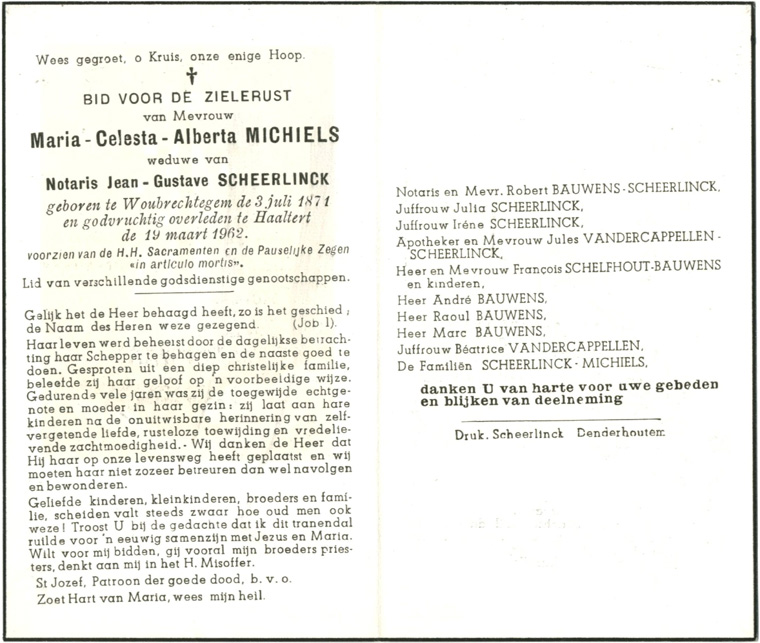 Wees gegroet, o Kruis, onze enige Hoop.
✝
BID VOOR DE ZIELERUST
van Mevrouw
Maria - Celesta - Alberta MICHIELS
weduwe van
Notaris Jean - Gustave SCHEERLINCK
geboren te Woubrechtegem de 3 juli 1871
en godvruchtig overleden te Haaltert
de 19 maart 1962.
voorzien van de H.H. Sacramenten en de Pauselijke Zegen
«in articulo mortis».
Lid van verschillende godsdienstige genootschappen.
Gelijk het de Heer behaagd heeft, zo is het geschied ;
de Naam des Heren weze gezegend. (Job I).
Haar leven werd beheerst door de dagelijkse betrach-
ting haar Schepper te behagen en de naaste goed te
doen. Gesproten uit een diep christelijke familie,
beleefde zij haar geloof op 'n voorbeeldige wijze.
Gedurende vele jaren was zij de toegewijde echtge-
note en moeder in haar gezin : zij laat aan hare
kinderen na de onuitwisbare herinnering van zelf-
vergetende liefde, rusteloze toewijding en vredelie-
vende zachtmoedigheid. - Wij danken de Heer dat
Hij haar op onze levensweg heeft geplaatst en wij
moeten haar niet zozeer betreuren dan wel navolgen
en bewonderen.
Geliefde kinderen, kleinkinderen, broeders en fami-
lie, scheiden valt steeds zwaar hoe oud men ook
weze ! Troost U bij de gedachte dat ik dit tranendal
ruilde voor 'n eeuwig samenzijn met Jezus en Maria.
Wilt voor mij bidden, gij vooral mijn broeders pries-
ters, denkt aan mij in het H. Misoffer.
St Jozef, Patroon der goede dood, b. v. o.
Zoet Hart van Maria, wees mijn heil.
Notaris en Mevr. Robert BAUWENS-SCHEERLINCK,
Juffrouw Julia SCHEERLINCK,
Juffrouw Iréne SCHEERLINCK,
Apotheker en Mevrouw Jules VANDERCAPPELLEN-
SCHEERLINCK,
Heer en Mevrouw François SCHELFHOUT-BAUWENS
en kinderen,
Heer André BAUWENS,
Heer Raoul BAUWENS,
Heer Marc BAUWENS,
Juffrouw Béatrice VANDERCAPPELLEN,
De Familiën SCHEERLINCK - MICHIELS,
danken U van harte voor uwe gebeden
en blijken van deelneming
Druk. Scheerlinck Denderhoutem